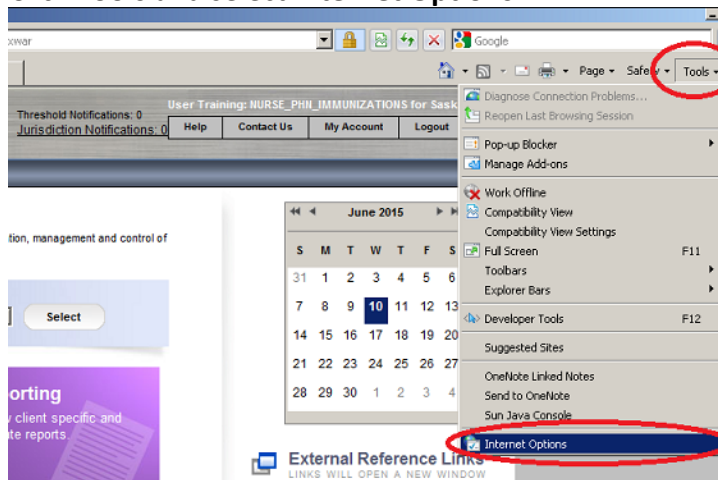 xwar
Google
Page
Safety
Tools
Threshold Notifications: 0
Jurisdiction Notifications: 0
User Training: NURSE_PHN_IMMUNIZATIONS for Sask
Help Contact Us My Account Logout
Diagnose Connection Problems...
Reopen Last Browsing Session
Pop-up Blocker
Manage Add-ons
Work Offline
Compatibility View
Compatibility View Settings
Full Screen F11
Toolbars
Explorer Bars
Developer Tools F12
Suggested Sites
OneNote Linked Notes
Send to OneNote
Sun Java Console
Internet Options
tion, management and control of
Select
orting
client specific and
te reports.
June 2015
S M T W T F S
31 1 2 3 4 5 6
7 8 9 10 11 12 13
14 15 16 17 18 19 20
21 22 23 24 25 26 27
28 29 30 1 2 3 4
External Reference Links
LINKS WILL OPEN A NEW WINDOW